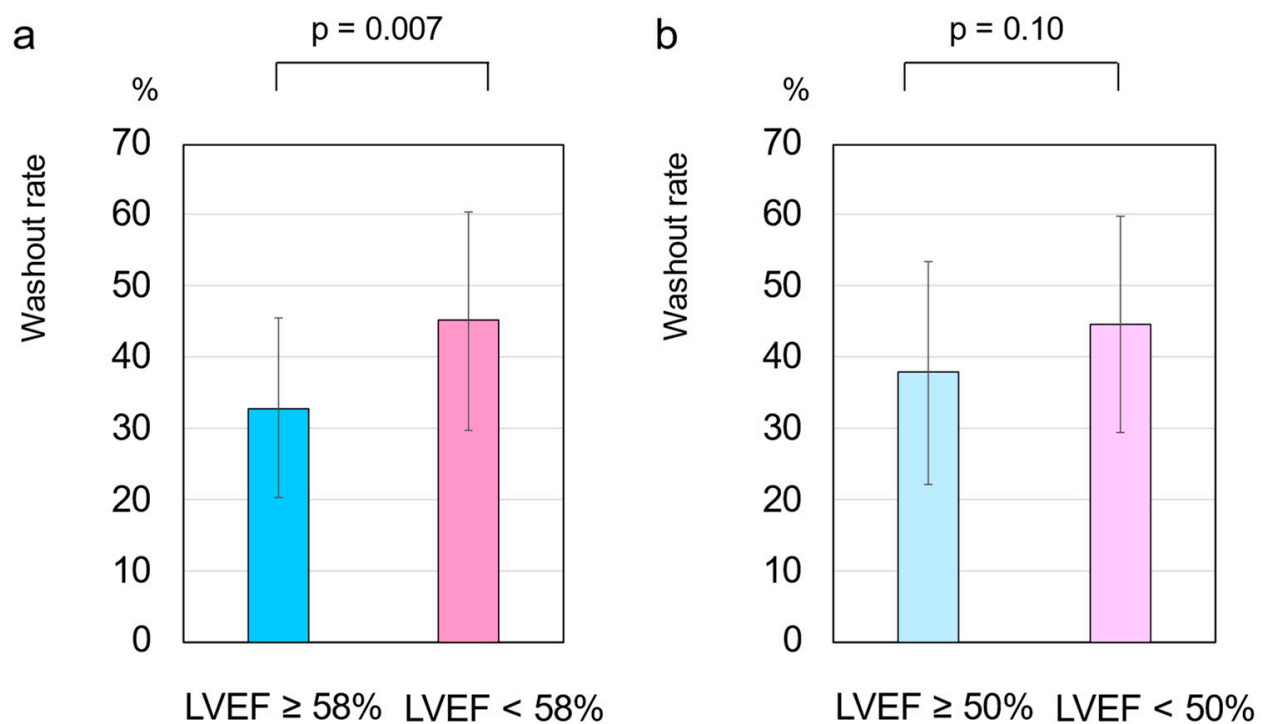 a
p = 0.007
%
Washout rate
70
60
50
40
30
20
10
0
LVEF ≥ 58% LVEF < 58%
b
p = 0.10
%
Washout rate
70
60
50
40
30
20
10
0
LVEF ≥ 50% LVEF < 50%